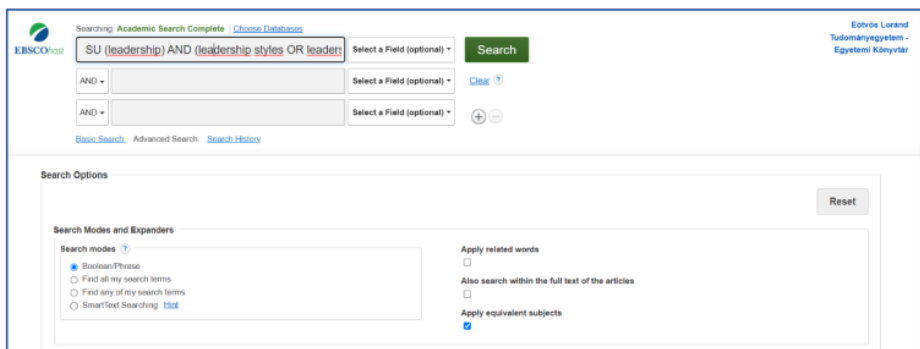 Searching: Academic Search Complete Choose Databases
EBSCOhost
SU (leadership) AND (leadership styles OR leaders
Select a Field (optional)
Search
AND
Select a Field (optional)
Clear ?
AND
Select a Field (optional)
Basic Search Advanced Search Search History
Eötvös Loránd
Tudományegyetem -
Egyetemi Könyvtár
Search Options
Reset
Search Modes and Expanders
Search modes ?
Boolean/Phrase
Find all my search terms
Find any of my search terms
SmartText Searching Hint
Apply related words
Also search within the full text of the articles
Apply equivalent subjects